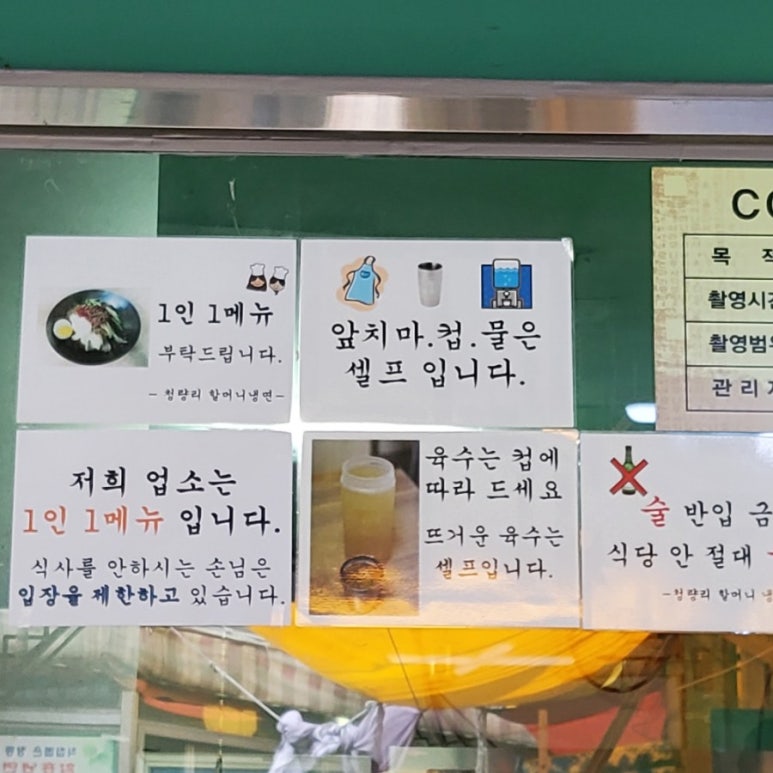 1인 1메뉴
부탁드립니다.
- 청량리 할머니냉면-
앞치마.컵.물은
셀프 입니다.
CO
목 적
촬영시간
촬영범위
관 리
저희 업소는
1인 1메뉴 입니다.
식사를 안하시는 손님은
입장을 제한하고 있습니다.
육수는 컵에
따라 드세요
뜨거운 육수는
셀프입니다.
술 반입 금
식당 안 절대
-청량리 할머니 냉